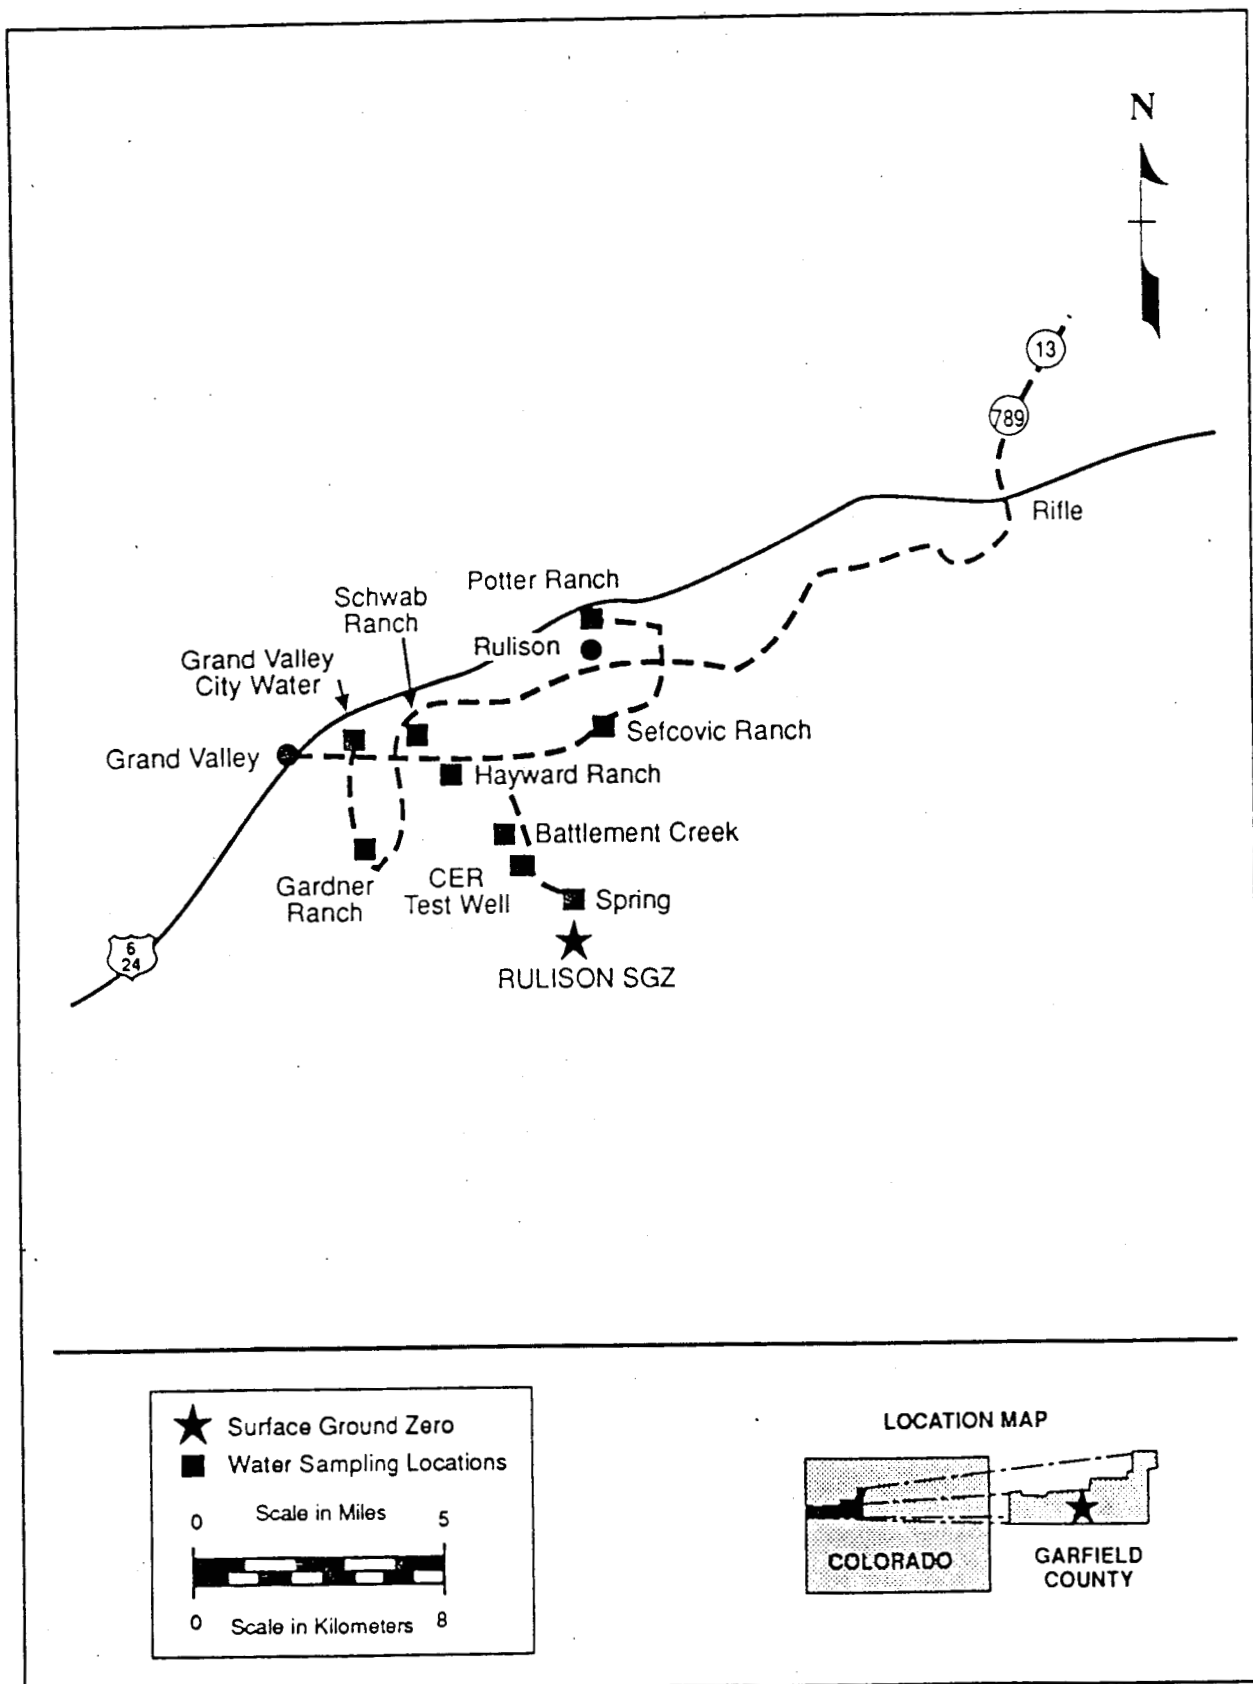 N
13
789
Rifle
Potter Ranch
Schwab
Ranch
Rulison
Grand Valley
City Water
Grand Valley
Sefcovic Ranch
Hayward Ranch
Battlement Creek
CER
Test Well
Gardner
Ranch
Spring
6
24
RULISON SGZ
Surface Ground Zero
Water Sampling Locations
Scale in Miles
0 5
0 8
Scale in Kilometers
LOCATION MAP
COLORADO
GARFIELD
COUNTY